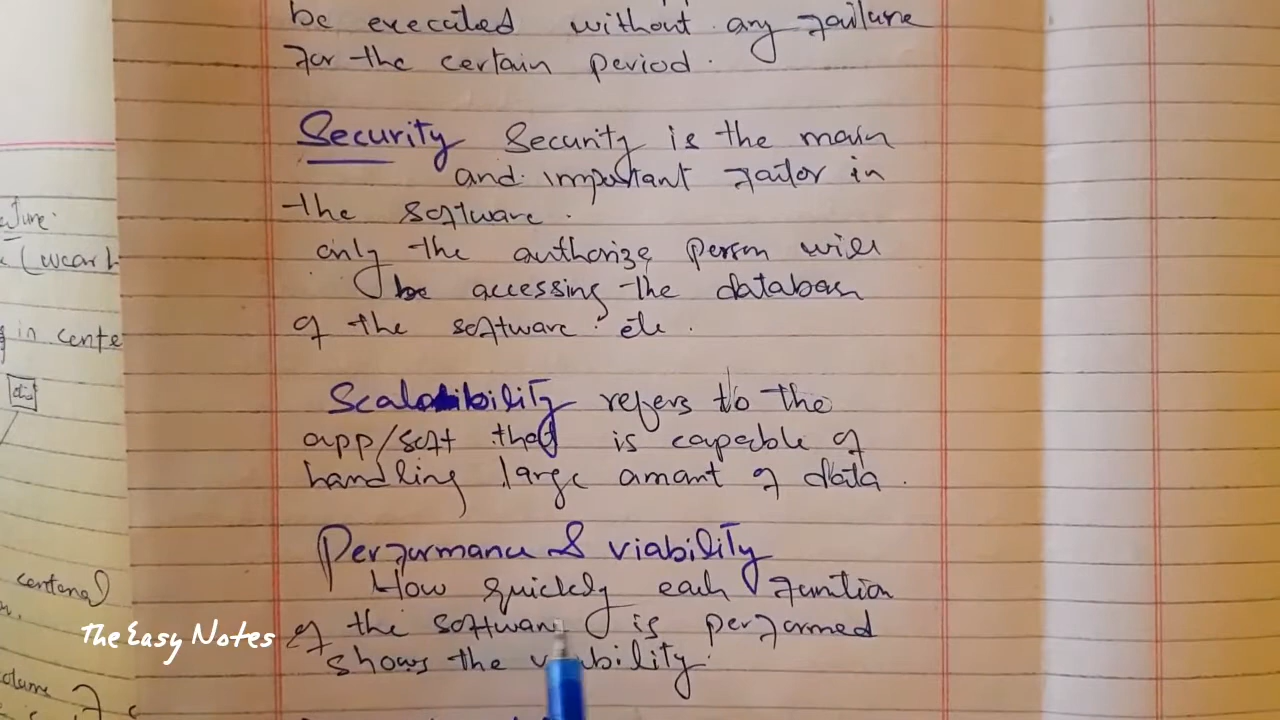 be executed without any failure
for the certain period.
Security Security is the main
and important factor in
the software.
only the authorize person will
be accessing the database
of the software. etc.
Scalability refers to the
app/soft that is capable of
handling large amount of data.
Performance & viability
How quickly each function
of the software is performed
shows the viability.
The Easy Notes
in cente